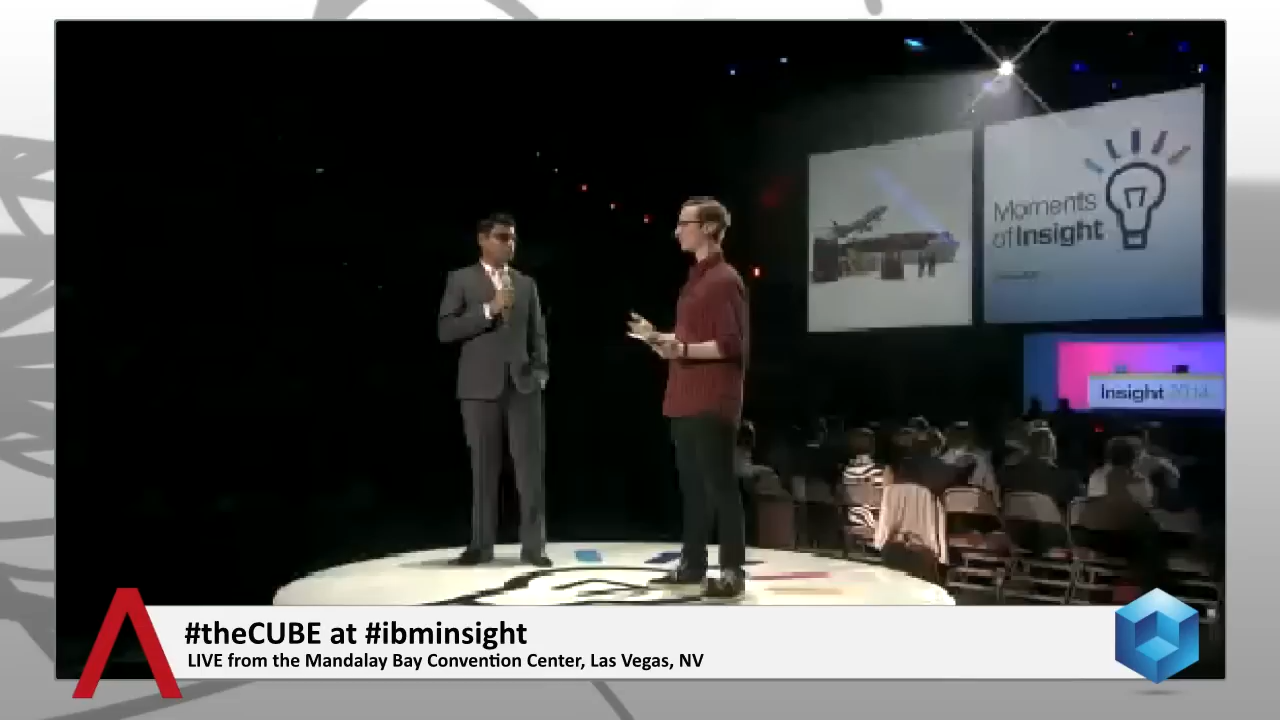 Moments
of Insight
Insight 2014
#theCUBE at #ibminsight
LIVE from the Mandalay Bay Convention Center, Las Vegas, NV